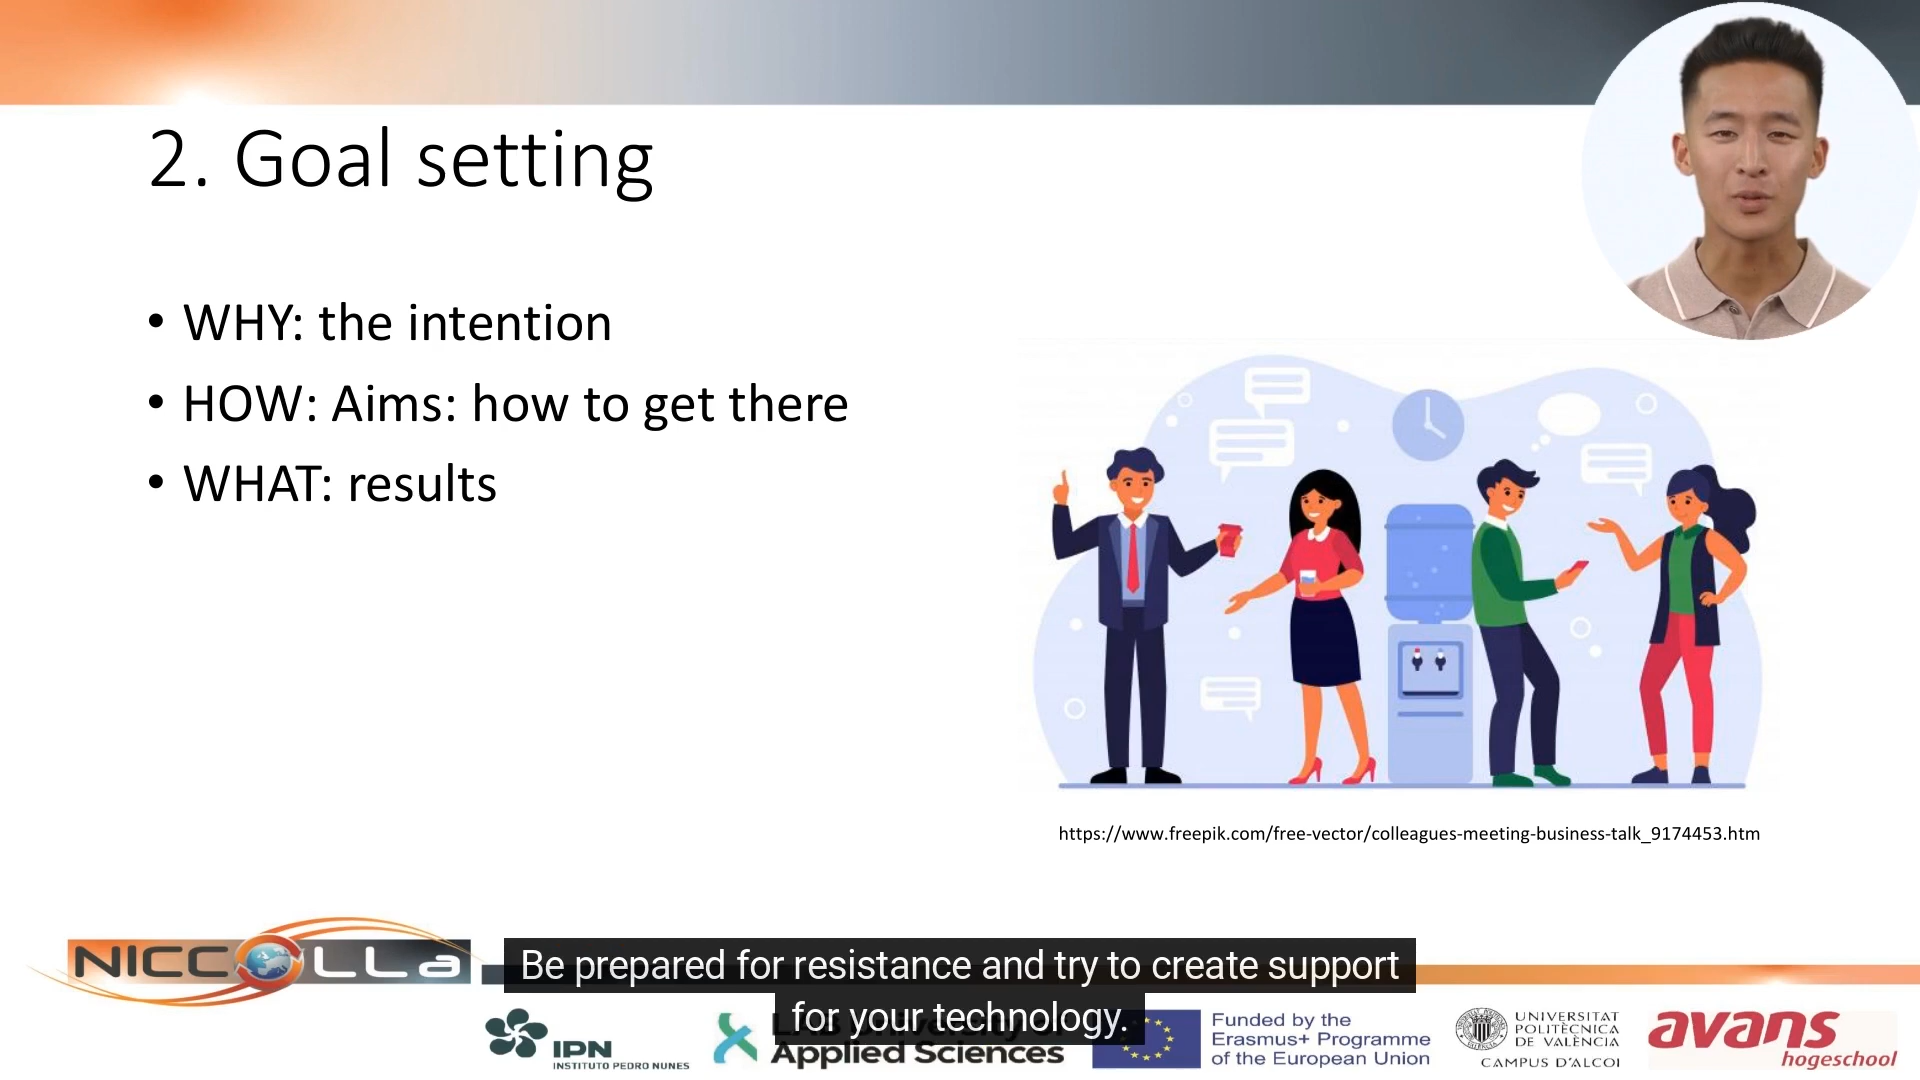 2. Goal setting
• WHY: the intention
• HOW: Aims: how to get there
• WHAT: results
https://www.freepik.com/free-vector/colleagues-meeting-business-talk_9174453.htm
NICCOLLa
Be prepared for resistance and try to create support
for your technology.
IPN
INSTITUTO PEDRO NUNES
Applied Sciences
Funded by the
Erasmus+ Programme
of the European Union
UNIVERSITAT
POLITÈCNICA
DE VALÈNCIA
CAMPUS D'ALCOI
avans
hogeschool